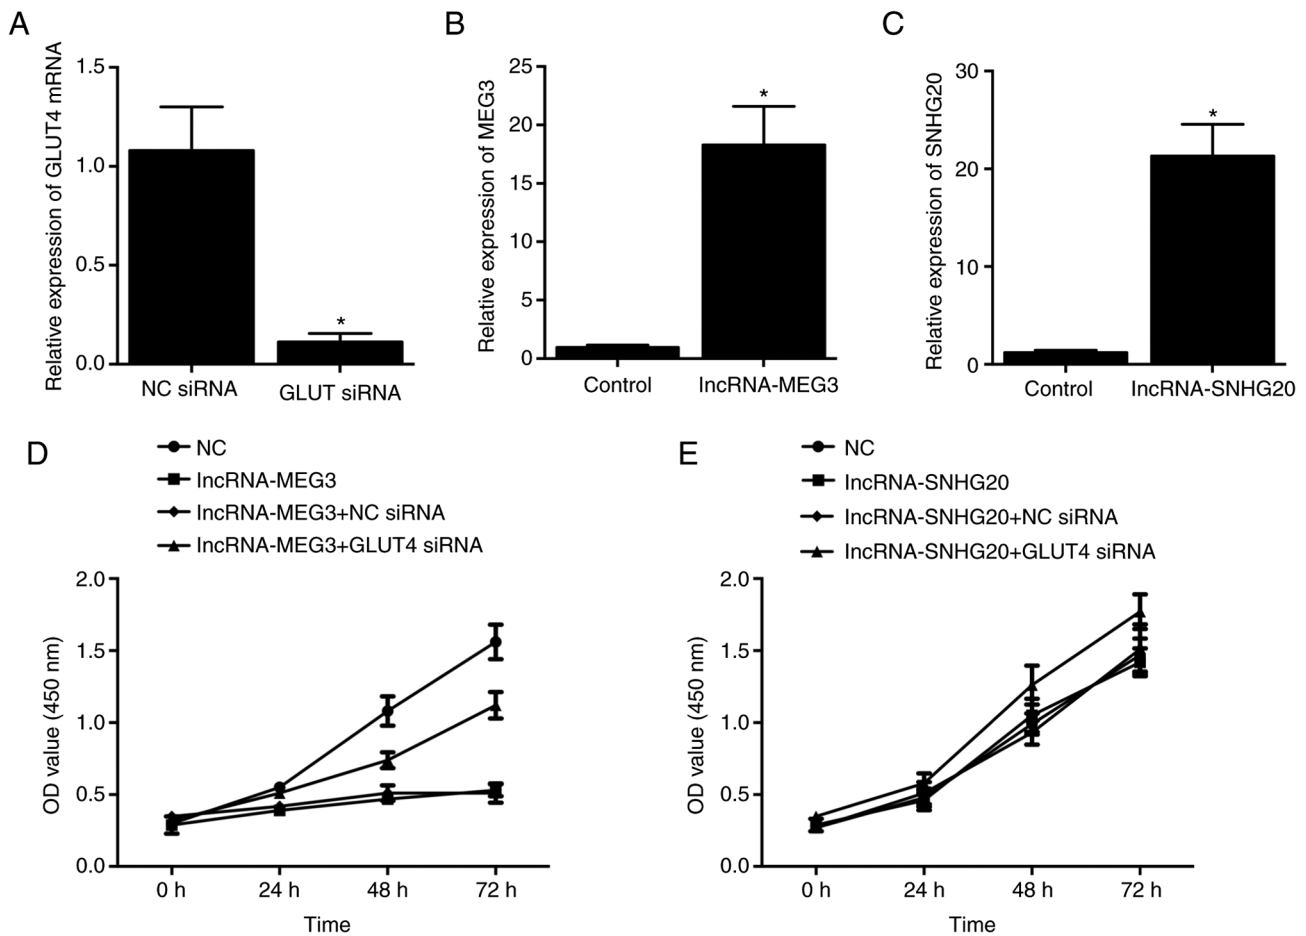 A
Relative expression of GLUT4 mRNA
1.5
1.0
0.5
0.0
*
NC siRNA
GLUT siRNA
B
Relative expression of MEG3
25
20
15
10
5
0
*
Control
lncRNA-MEG3
C
Relative expression of SNHG20
30
20
10
0
*
Control
lncRNA-SNHG20
D
NC
lncRNA-MEG3
lncRNA-MEG3+NC siRNA
lncRNA-MEG3+GLUT4 siRNA
OD value (450 nm)
2.0
1.5
1.0
0.5
0.0
0 h
24 h
48 h
72 h
Time
E
NC
lncRNA-SNHG20
lncRNA-SNHG20+NC siRNA
lncRNA-SNHG20+GLUT4 siRNA
OD value (450 nm)
2.0
1.5
1.0
0.5
0.0
0 h
24 h
48 h
72 h
Time